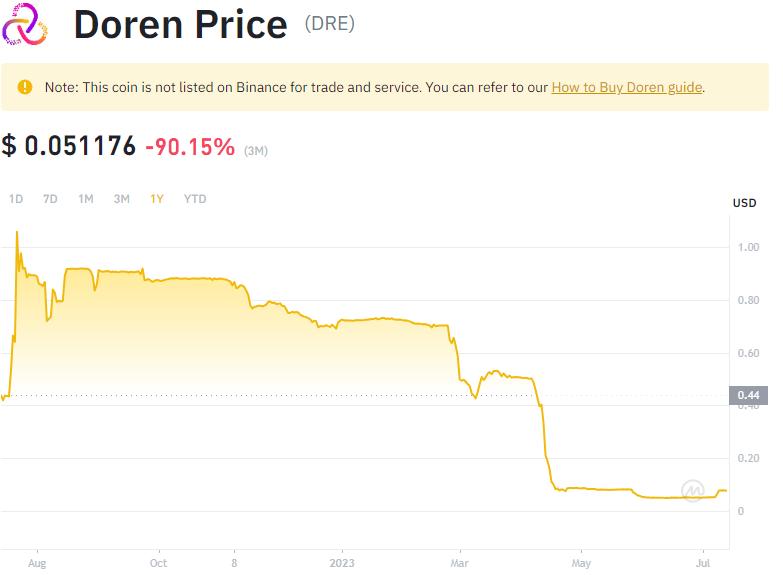 Doren Price (DRE)
Note: This coin is not listed on Binance for trade and service. You can refer to our How to Buy Doren guide.
$ 0.051176 -90.15% (3M)
1D 7D 1M 3M 1Y YTD
USD
1.00
0.80
0.60
0.44
0.40
0.20
0
Aug Oct 8 2023 Mar May Jul